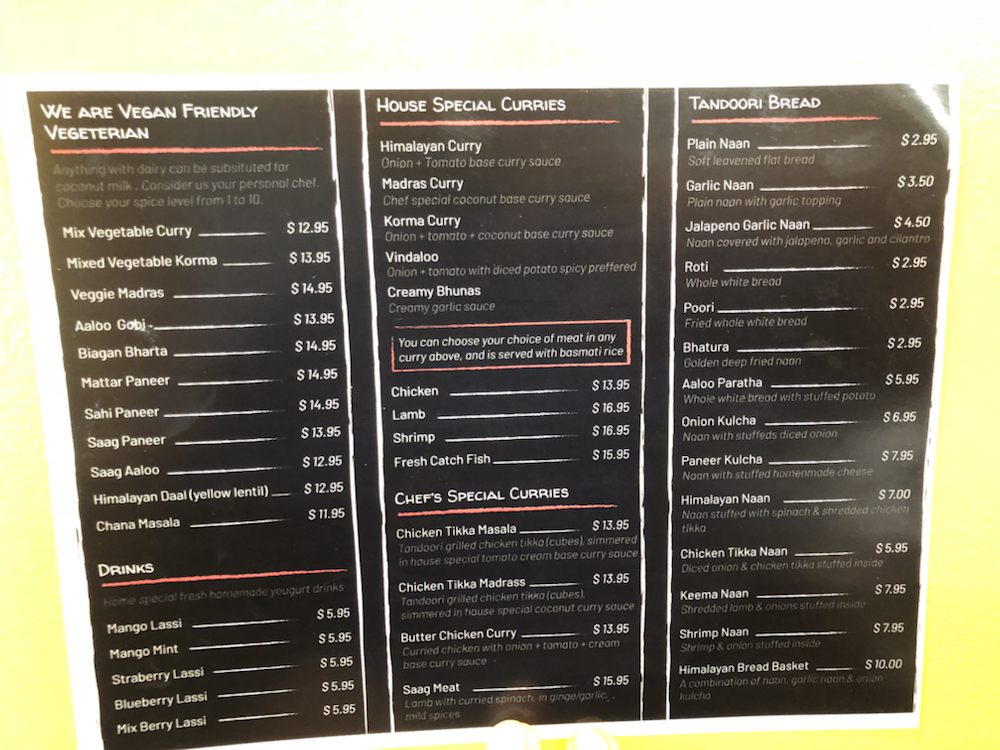 We are Vegan Friendly
Vegeterian
Anything with dairy can be subsituted for
coconut milk . Consider us your personal chef.
Choose your spice level from 1 to 10.
Mix Vegetable Curry $ 12.95
Mixed Vegetable Korma $ 13.95
Veggie Madras $ 14.95
Aaloo Gobi $ 13.95
Biagan Bharta $ 14.95
Mattar Paneer $ 14.95
Sahi Paneer $ 14.95
Saag Paneer $ 13.95
Saag Aaloo $ 12.95
Himalayan Daal (yellow lentil) $ 12.95
Chana Masala $ 11.95
Drinks
Home special fresh homemade yougurt drinks
Mango Lassi $ 5.95
Mango Mint $ 5.95
Straberry Lassi $ 5.95
Blueberry Lassi $ 5.95
Mix Berry Lassi $ 5.95
House Special Curries
Himalayan Curry
Onion + Tomato base curry sauce
Madras Curry
Chef special coconut base curry sauce
Korma Curry
Onion + tomato + coconut base curry sauce
Vindaloo
Onion + tomato with diced potato spicy preffered
Creamy Bhunas
Creamy garlic sauce
You can choose your choice of meat in any
curry above, and is served with basmati rice
Chicken $ 13.95
Lamb $ 16.95
Shrimp $ 16.95
Fresh Catch Fish $ 15.95
Chef's Special Curries
Chicken Tikka Masala $ 13.95
Tandoori grilled chicken tikka (cubes), simmered
in house special tomato cream base curry sauce
Chicken Tikka Madrass $ 13.95
Tandoori grilled chicken tikka (cubes),
simmered in house special coconut curry sauce
Butter Chicken Curry $ 13.95
Curried chicken with onion + tomato + cream
base curry sauce
Saag Meat $ 15.95
Lamb with curried spinach, in ginge/garlic, .
mild spices
Tandoori Bread
Plain Naan $ 2.95
Soft leavened flat bread
Garlic Naan $ 3.50
Plain naan with garlic topping
Jalapeno Garlic Naan $ 4.50
Naan covered with jalapeno, garlic and cilantro
Roti $ 2.95
Whole white bread
Poori $ 2.95
Fried whole white bread
Bhatura $ 2.95
Golden deep fried naan
Aaloo Paratha $ 5.95
Whole white bread with stuffed potato
Onion Kulcha $ 6.95
Naan with stuffeds diced onion
Paneer Kulcha $ 7.95
Naan with stuffed homenmade cheese
Himalayan Naan $ 7.00
Naan stuffed with spinach & shredded chicken
tikka
Chicken Tikka Naan $ 5.95
Diced onion & chicken tikka stuffed inside
Keema Naan $ 7.95
Shredded lamb & onions stuffed inside
Shrimp Naan $ 7.95
Shrimp & onion stuffed inside
Himalayan Bread Basket $ 10.00
A combination of naan, garlic naan & onion
kulcha